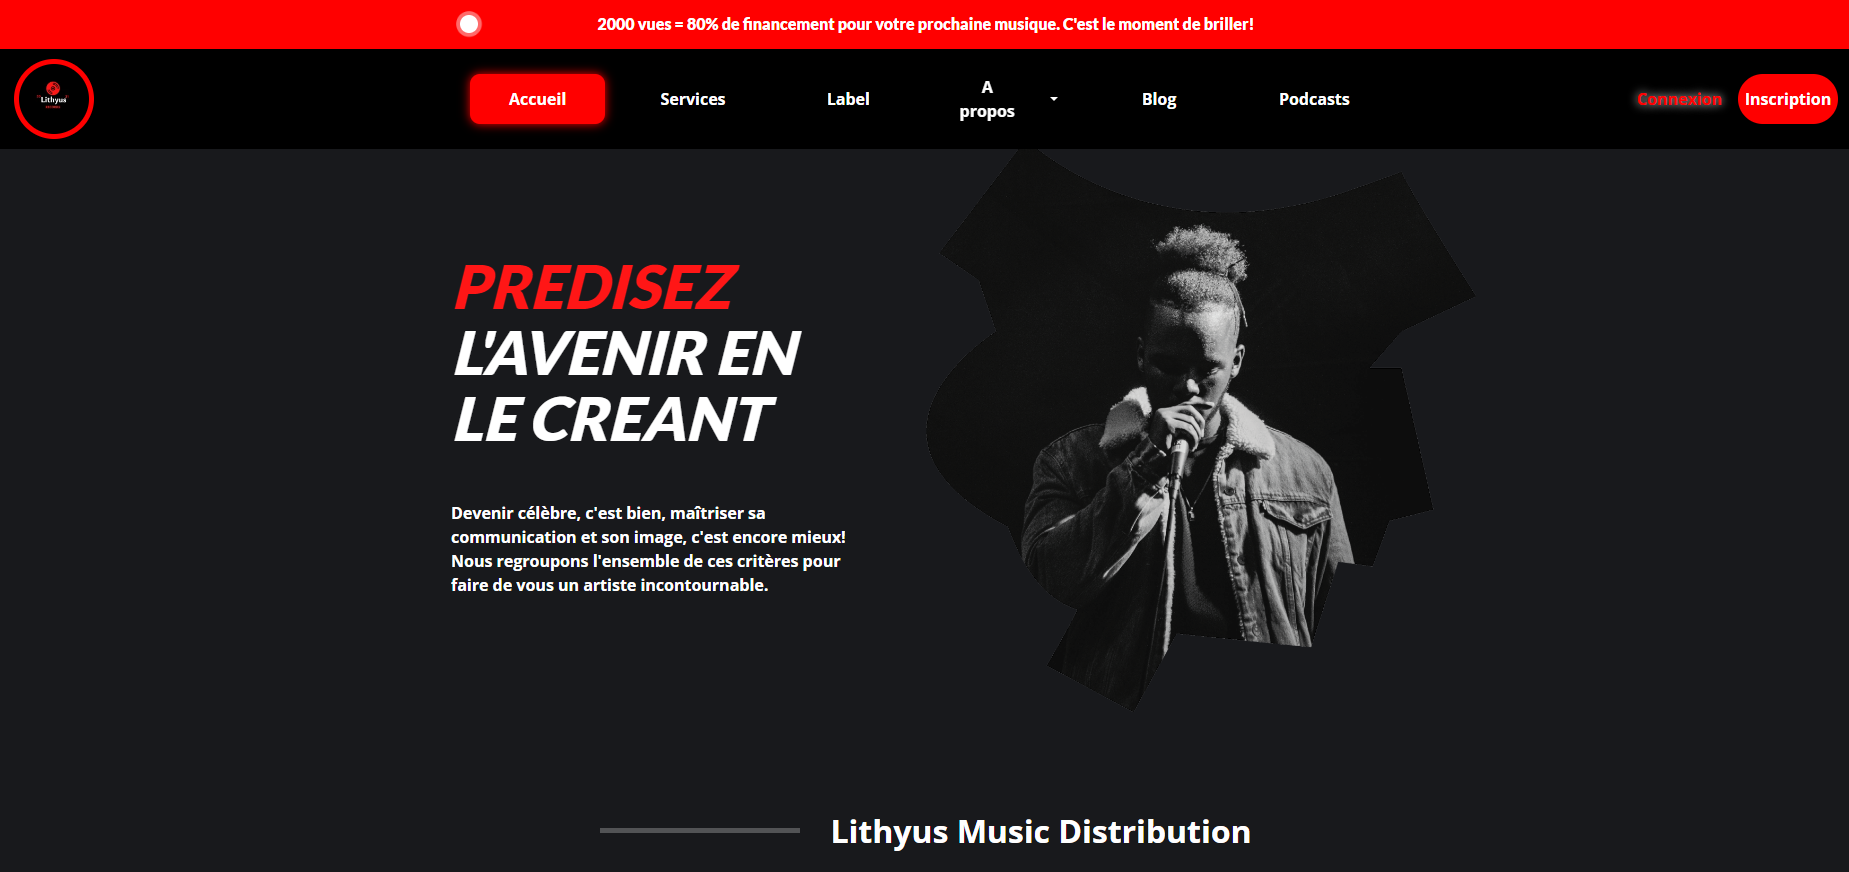 2000 vues = 80% de financement pour votre prochaine musique. C'est le moment de briller!
Lithyus
Accueil
Services
Label
A
propos
Blog
Podcasts
Connexion
Inscription
PREDISEZ
L'AVENIR EN
LE CREANT
Devenir célèbre, c'est bien, maîtriser sa
communication et son image, c'est encore mieux!
Nous regroupons l'ensemble de ces critères pour
faire de vous un artiste incontournable.
Lithyus Music Distribution